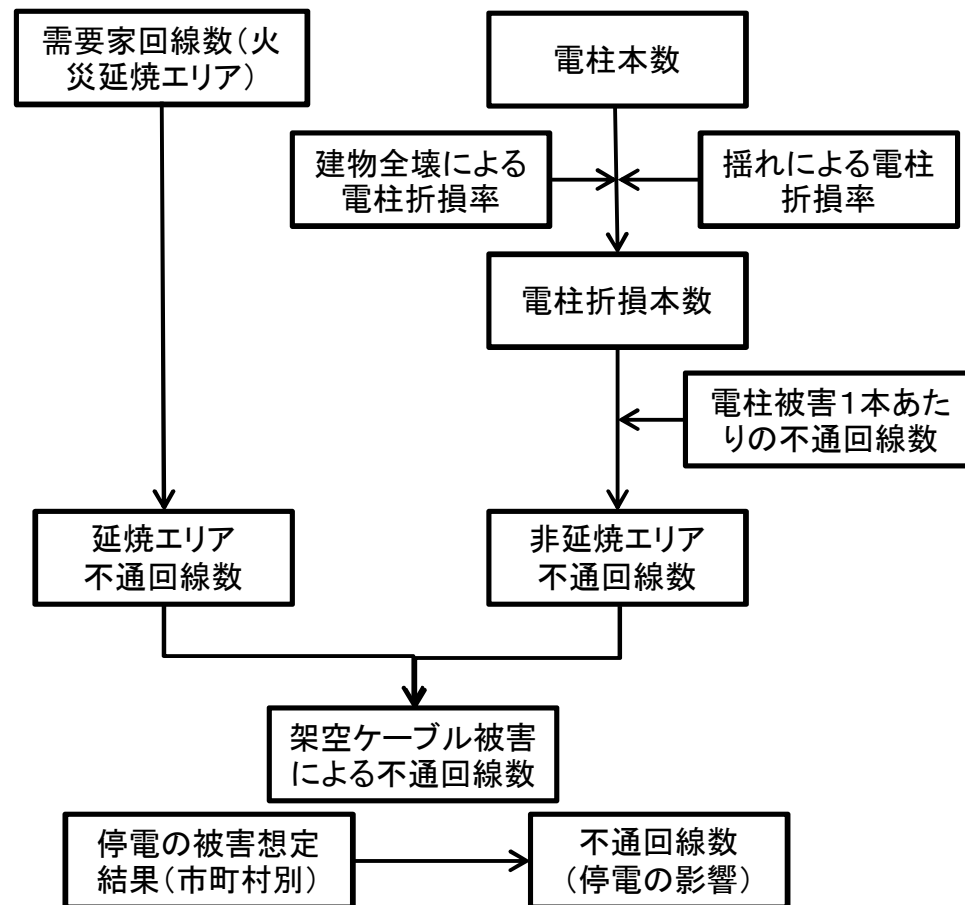 需要家回線数（火
災延焼エリア）
電柱本数
建物全壊による
電柱折損率
揺れによる電柱
折損率
電柱折損本数
電柱被害１本あた
りの不通回線数
延焼エリア
不通回線数
非延焼エリア
不通回線数
架空ケーブル被害
による不通回線数
停電の被害想定
結果（市町村別）
不通回線数
（停電の影響）